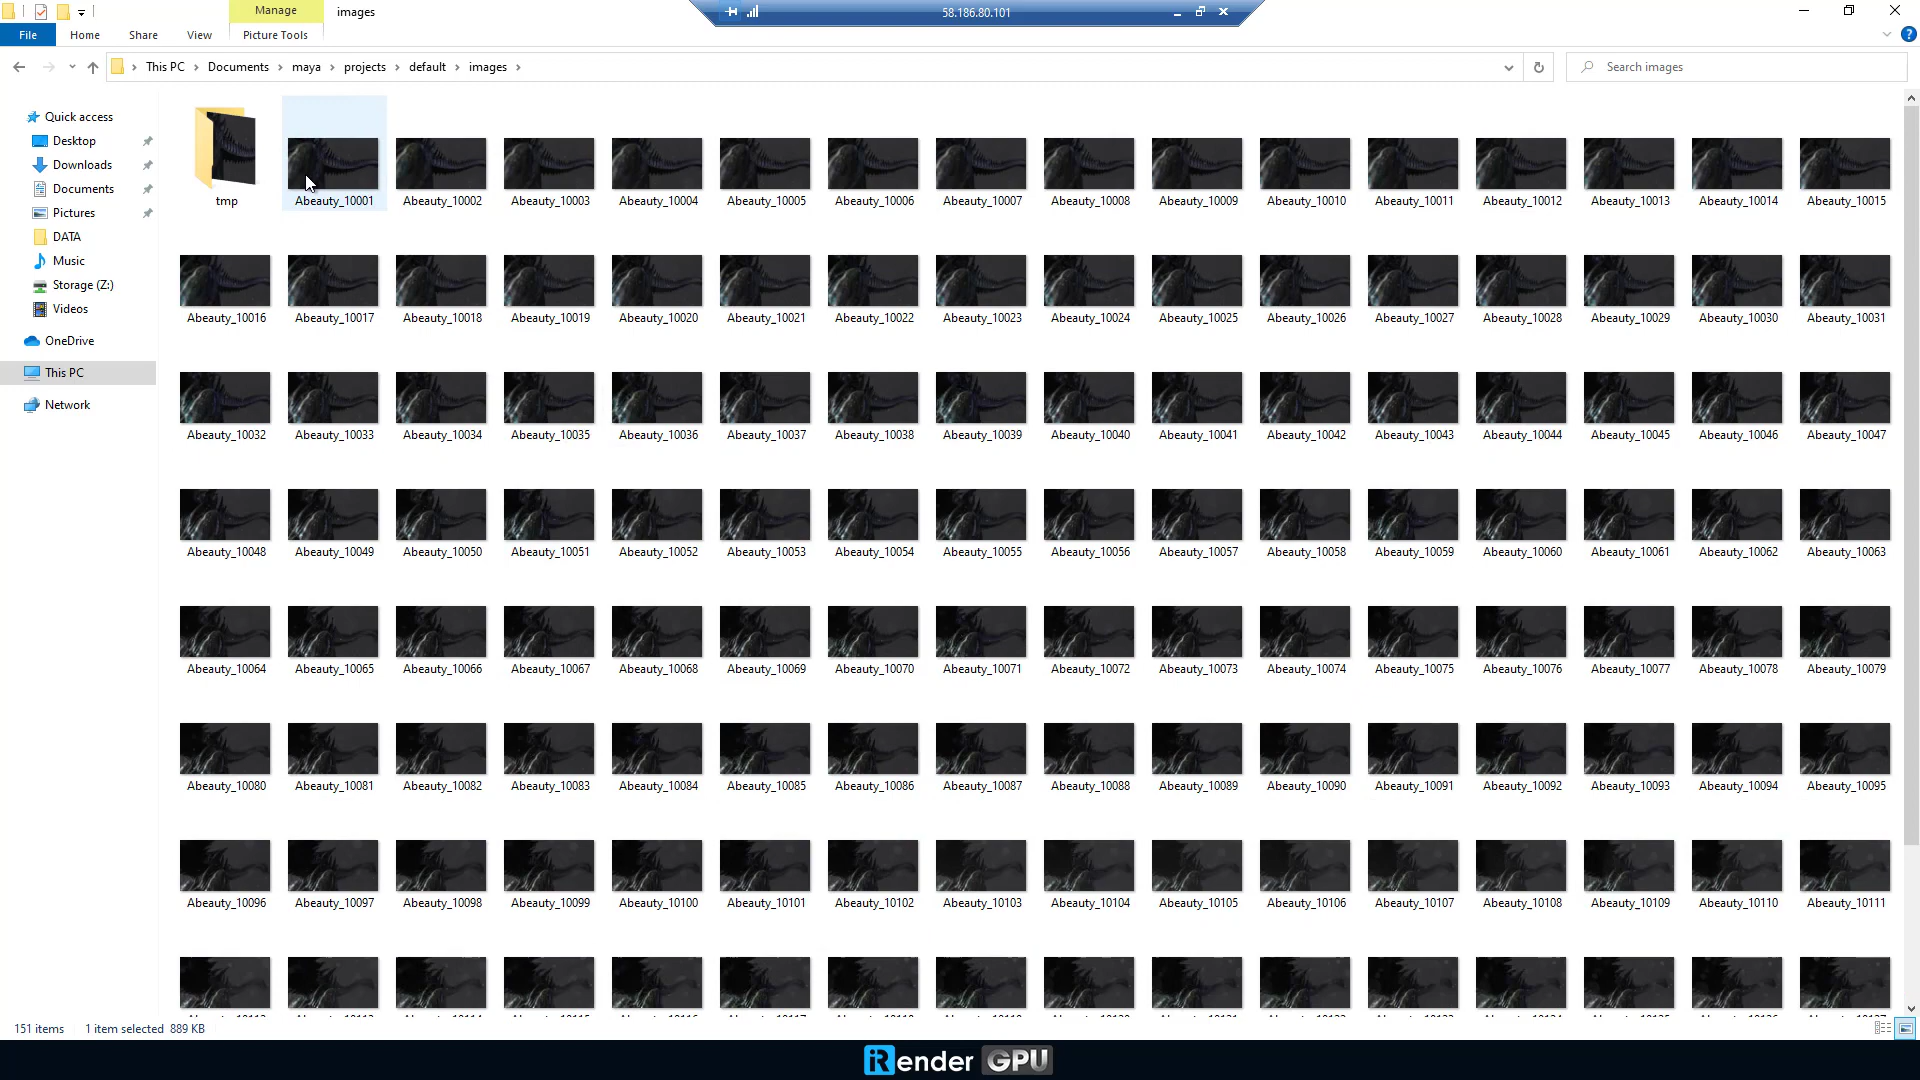 Manage
images
58.186.80.101
File
Home
Share
View
Picture Tools
This PC
Documents
maya
projects
default
images
Search images
Quick access
Desktop
Downloads
Documents
Pictures
DATA
Music
Storage (Z:)
Videos
OneDrive
This PC
Network
tmp Abeauty_10001 Abeauty_10002 Abeauty_10003 Abeauty_10004 Abeauty_10005 Abeauty_10006 Abeauty_10007 Abeauty_10008 Abeauty_10009 Abeauty_10010 Abeauty_10011 Abeauty_10012 Abeauty_10013 Abeauty_10014 Abeauty_10015
Abeauty_10016 Abeauty_10017 Abeauty_10018 Abeauty_10019 Abeauty_10020 Abeauty_10021 Abeauty_10022 Abeauty_10023 Abeauty_10024 Abeauty_10025 Abeauty_10026 Abeauty_10027 Abeauty_10028 Abeauty_10029 Abeauty_10030 Abeauty_10031
Abeauty_10032 Abeauty_10033 Abeauty_10034 Abeauty_10035 Abeauty_10036 Abeauty_10037 Abeauty_10038 Abeauty_10039 Abeauty_10040 Abeauty_10041 Abeauty_10042 Abeauty_10043 Abeauty_10044 Abeauty_10045 Abeauty_10046 Abeauty_10047
Abeauty_10048 Abeauty_10049 Abeauty_10050 Abeauty_10051 Abeauty_10052 Abeauty_10053 Abeauty_10054 Abeauty_10055 Abeauty_10056 Abeauty_10057 Abeauty_10058 Abeauty_10059 Abeauty_10060 Abeauty_10061 Abeauty_10062 Abeauty_10063
Abeauty_10064 Abeauty_10065 Abeauty_10066 Abeauty_10067 Abeauty_10068 Abeauty_10069 Abeauty_10070 Abeauty_10071 Abeauty_10072 Abeauty_10073 Abeauty_10074 Abeauty_10075 Abeauty_10076 Abeauty_10077 Abeauty_10078 Abeauty_10079
Abeauty_10080 Abeauty_10081 Abeauty_10082 Abeauty_10083 Abeauty_10084 Abeauty_10085 Abeauty_10086 Abeauty_10087 Abeauty_10088 Abeauty_10089 Abeauty_10090 Abeauty_10091 Abeauty_10092 Abeauty_10093 Abeauty_10094 Abeauty_10095
Abeauty_10096 Abeauty_10097 Abeauty_10098 Abeauty_10099 Abeauty_10100 Abeauty_10101 Abeauty_10102 Abeauty_10103 Abeauty_10104 Abeauty_10105 Abeauty_10106 Abeauty_10107 Abeauty_10108 Abeauty_10109 Abeauty_10110 Abeauty_10111
151 items 1 item selected 889 KB
iRender GPU